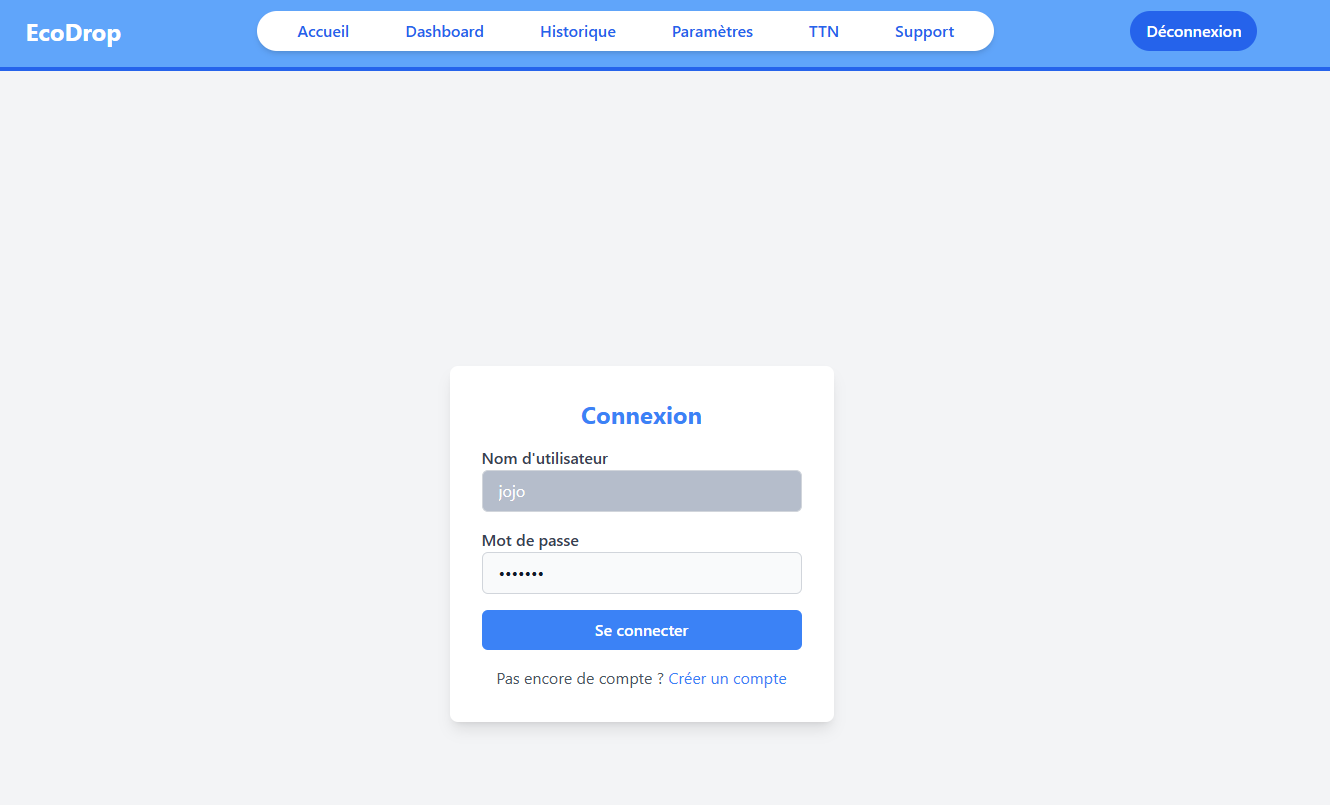 EcoDrop Accueil Dashboard Historique Paramètres TTN Support Déconnexion
Connexion
Nom d'utilisateur
jojo
Mot de passe
•••••••
Se connecter
Pas encore de compte ? Créer un compte